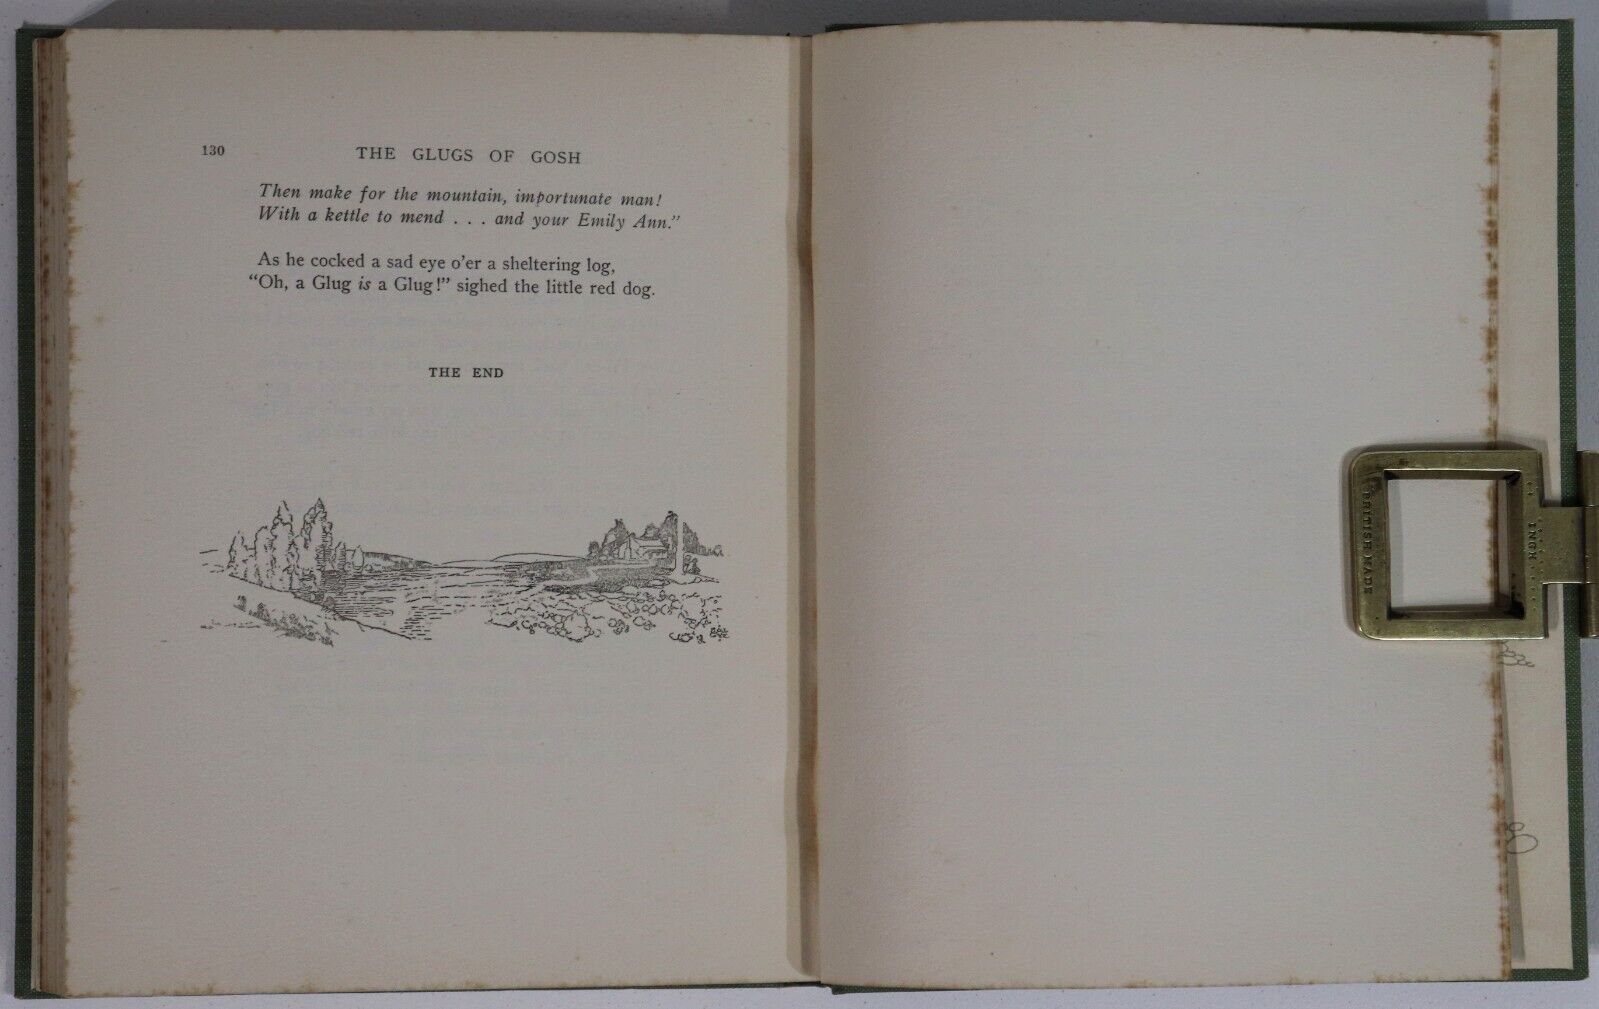 130
THE GLUGS OF GOSH
Then make for the mountain, importunate man!
With a kettle to mend . . . and your Emily Ann."
As he cocked a sad eye o'er a sheltering log,
"Oh, a Glug is a Glug!" sighed the little red dog.
THE END
BRITISH MADE